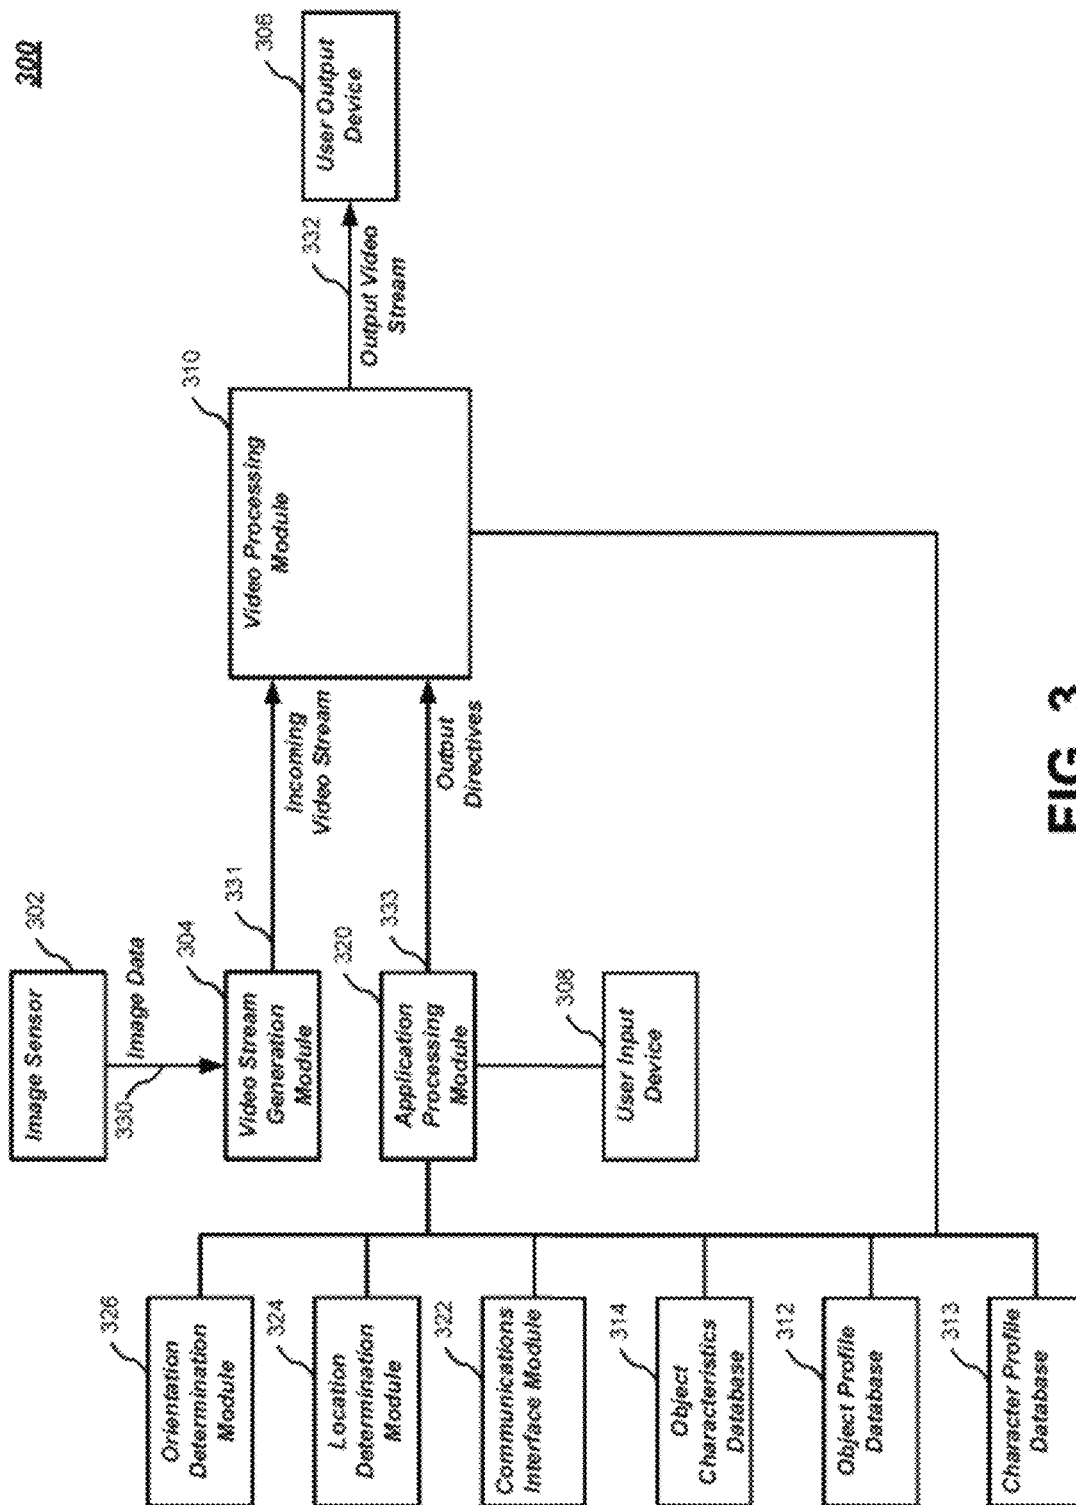 300
Image Sensor
302
330
Image Data
Orientation
Determination
Module
326
Video Stream
Generation
Module
304
331
Incoming
Video Stream
Video Processing
Module
310
332
Output Video
Stream
User Output
Device
306
Location
Determination
Module
324
Application
Processing
Module
320
333
Output
Directives
Communications
Interface Module
322
User Input
Device
308
Object
Characteristics
Database
314
Object Profile
Database
312
Character Profile
Database
313
FIG 3